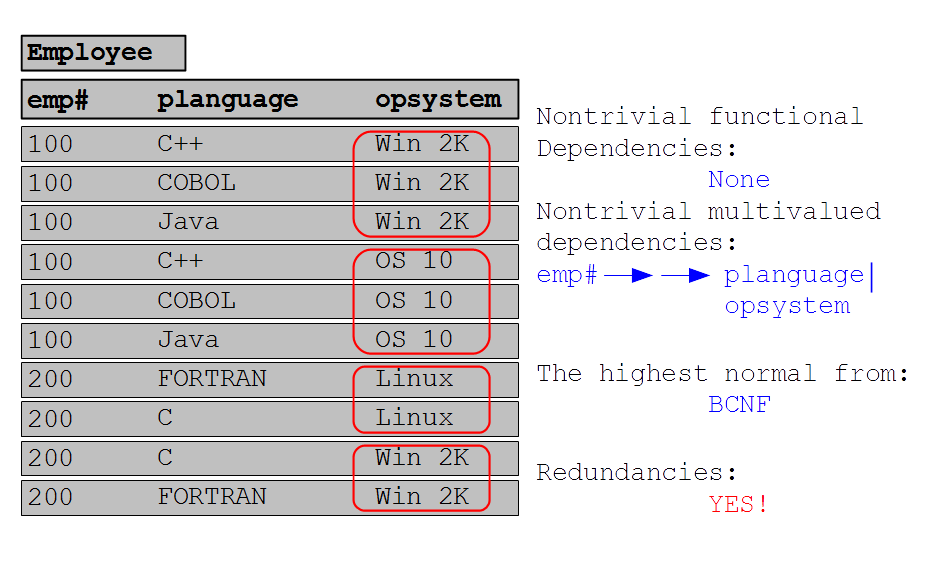 Employee
emp# planguage opsystem
100 C++ Win 2K
100 COBOL Win 2K
100 Java Win 2K
100 C++ OS 10
100 COBOL OS 10
100 Java OS 10
200 FORTRAN Linux
200 C Linux
200 C Win 2K
200 FORTRAN Win 2K
Nontrivial functional
Dependencies:
None
Nontrivial multivalued
dependencies:
emp# planguage|
opsystem
The highest normal from:
BCNF
Redundancies:
YES!